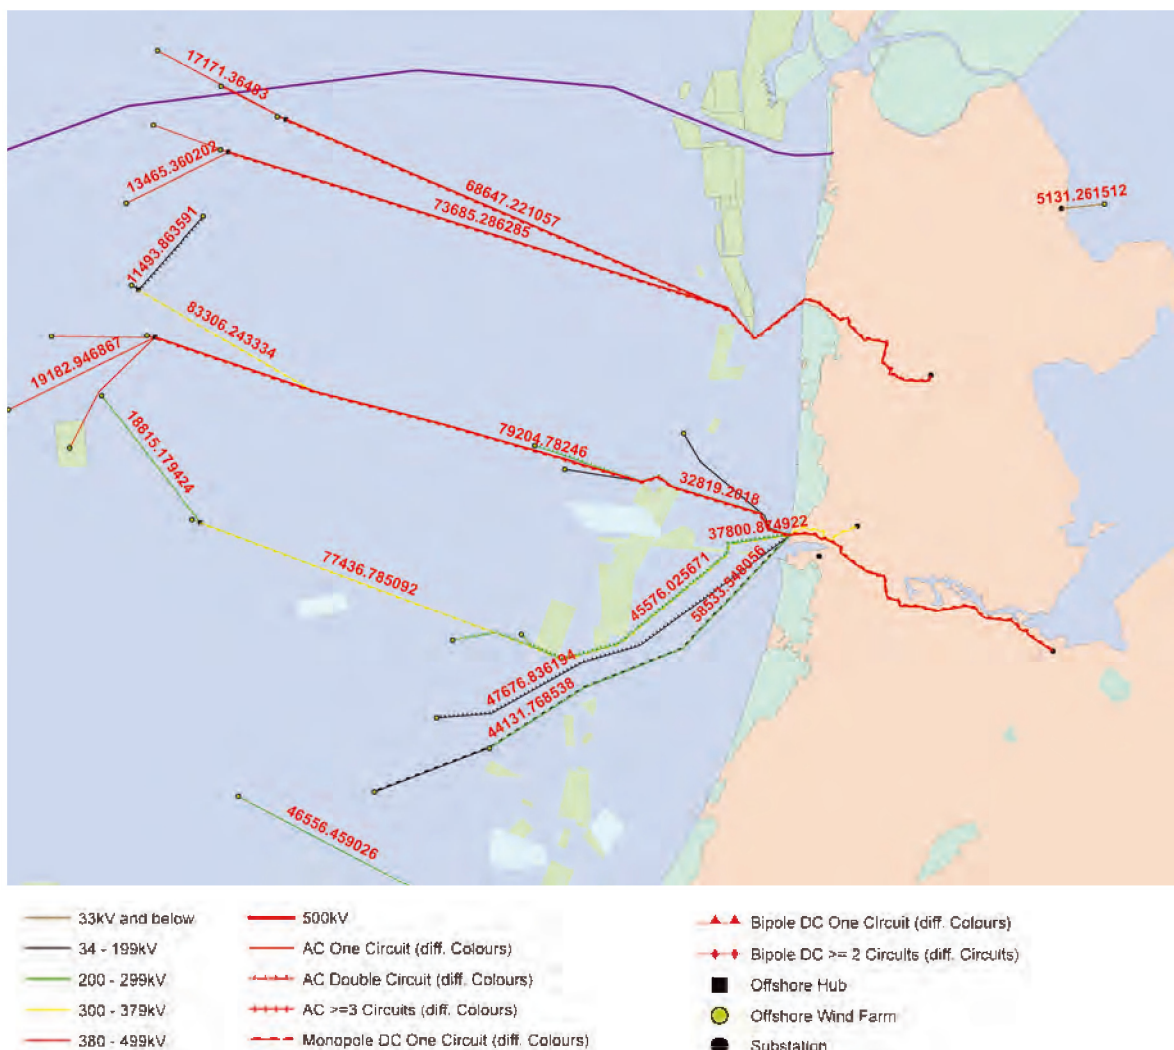 17171.36483
13465.360202
68647.221057
73685.286285
5131.261512
11493.863591
83306.243334
19182.946867
18815.179424
79204.78246
32819.2018
37800.874922
77436.785092
45576.025671
58533.548056
47676.836194
44131.768538
46556.459026
33kV and below
34 - 199kV
200 - 299kV
300 - 379kV
380 - 499kV
500kV
AC One Circuit (diff. Colours)
AC Double Circuit (diff. Colours)
AC >=3 Circuits (diff. Colours)
Monopole DC One Circuit (diff. Colours)
Bipole DC One Circuit (diff. Colours)
Bipole DC >= 2 Circuits (diff. Circuits)
Offshore Hub
Offshore Wind Farm
Substation